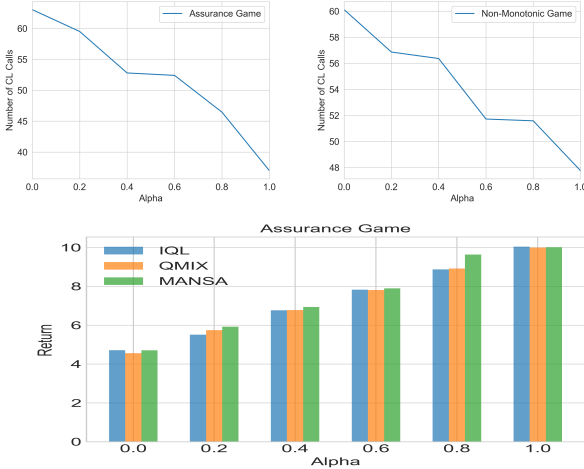 Assurance Game
Number of CL Calls
60
55
50
45
40
0.0 0.2 0.4 0.6 0.8 1.0
Alpha
Non-Monotonic Game
Number of CL Calls
60
58
56
54
52
50
48
0.0 0.2 0.4 0.6 0.8 1.0
Alpha
Assurance Game
IQL
QMIX
MANSA
Return
10
8
6
4
2
0
0.0 0.2 0.4 0.6 0.8 1.0
Alpha